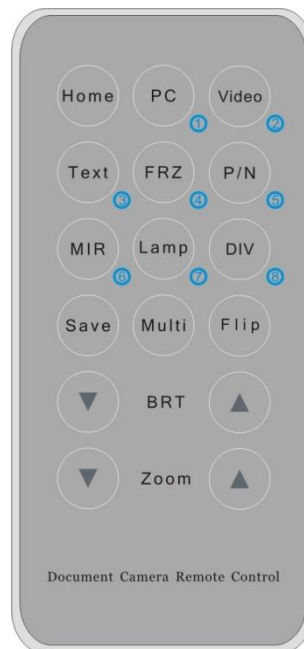 Home PC Video
① ②
Text FRZ P/N
③ ④ ⑤
MIR Lamp DIV
⑥ ⑦ ⑧
Save Multi Flip
▼ BRT ▲
▼ Zoom ▲
Document Camera Remote Control